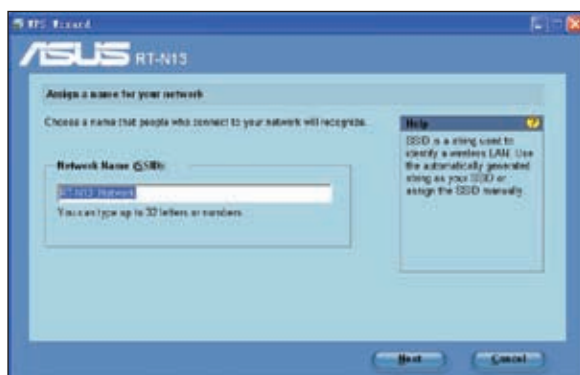 WPS Wizard
ASUS RT-N13
Assign a name for your network
Choose a name that people who connect to your network will recognize.
Network Name (SSID):
RT-N13 Network
You can type up to 32 letters or numbers
Help
SSID is a string used to
identify a wireless LAN. Use
the automatically generated
string as your SSID or
assign the SSID manually.
Next
Cancel